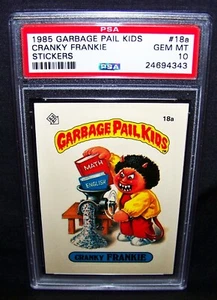 1985 GARBAGE PAIL KIDS #18a
CRANKY FRANKIE GEM MT
STICKERS 10
PSA 24694343
18a
GARBAGE PAIL KIDS
MATH
ENGLISH
CRANKY FRANKIE